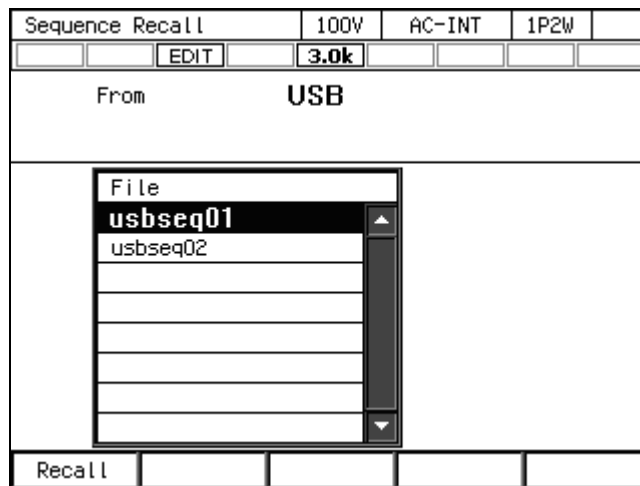 Sequence Recall 100V AC-INT 1P2W
EDIT 3.0k
From USB
File
usbseq01
usbseq02
Recall